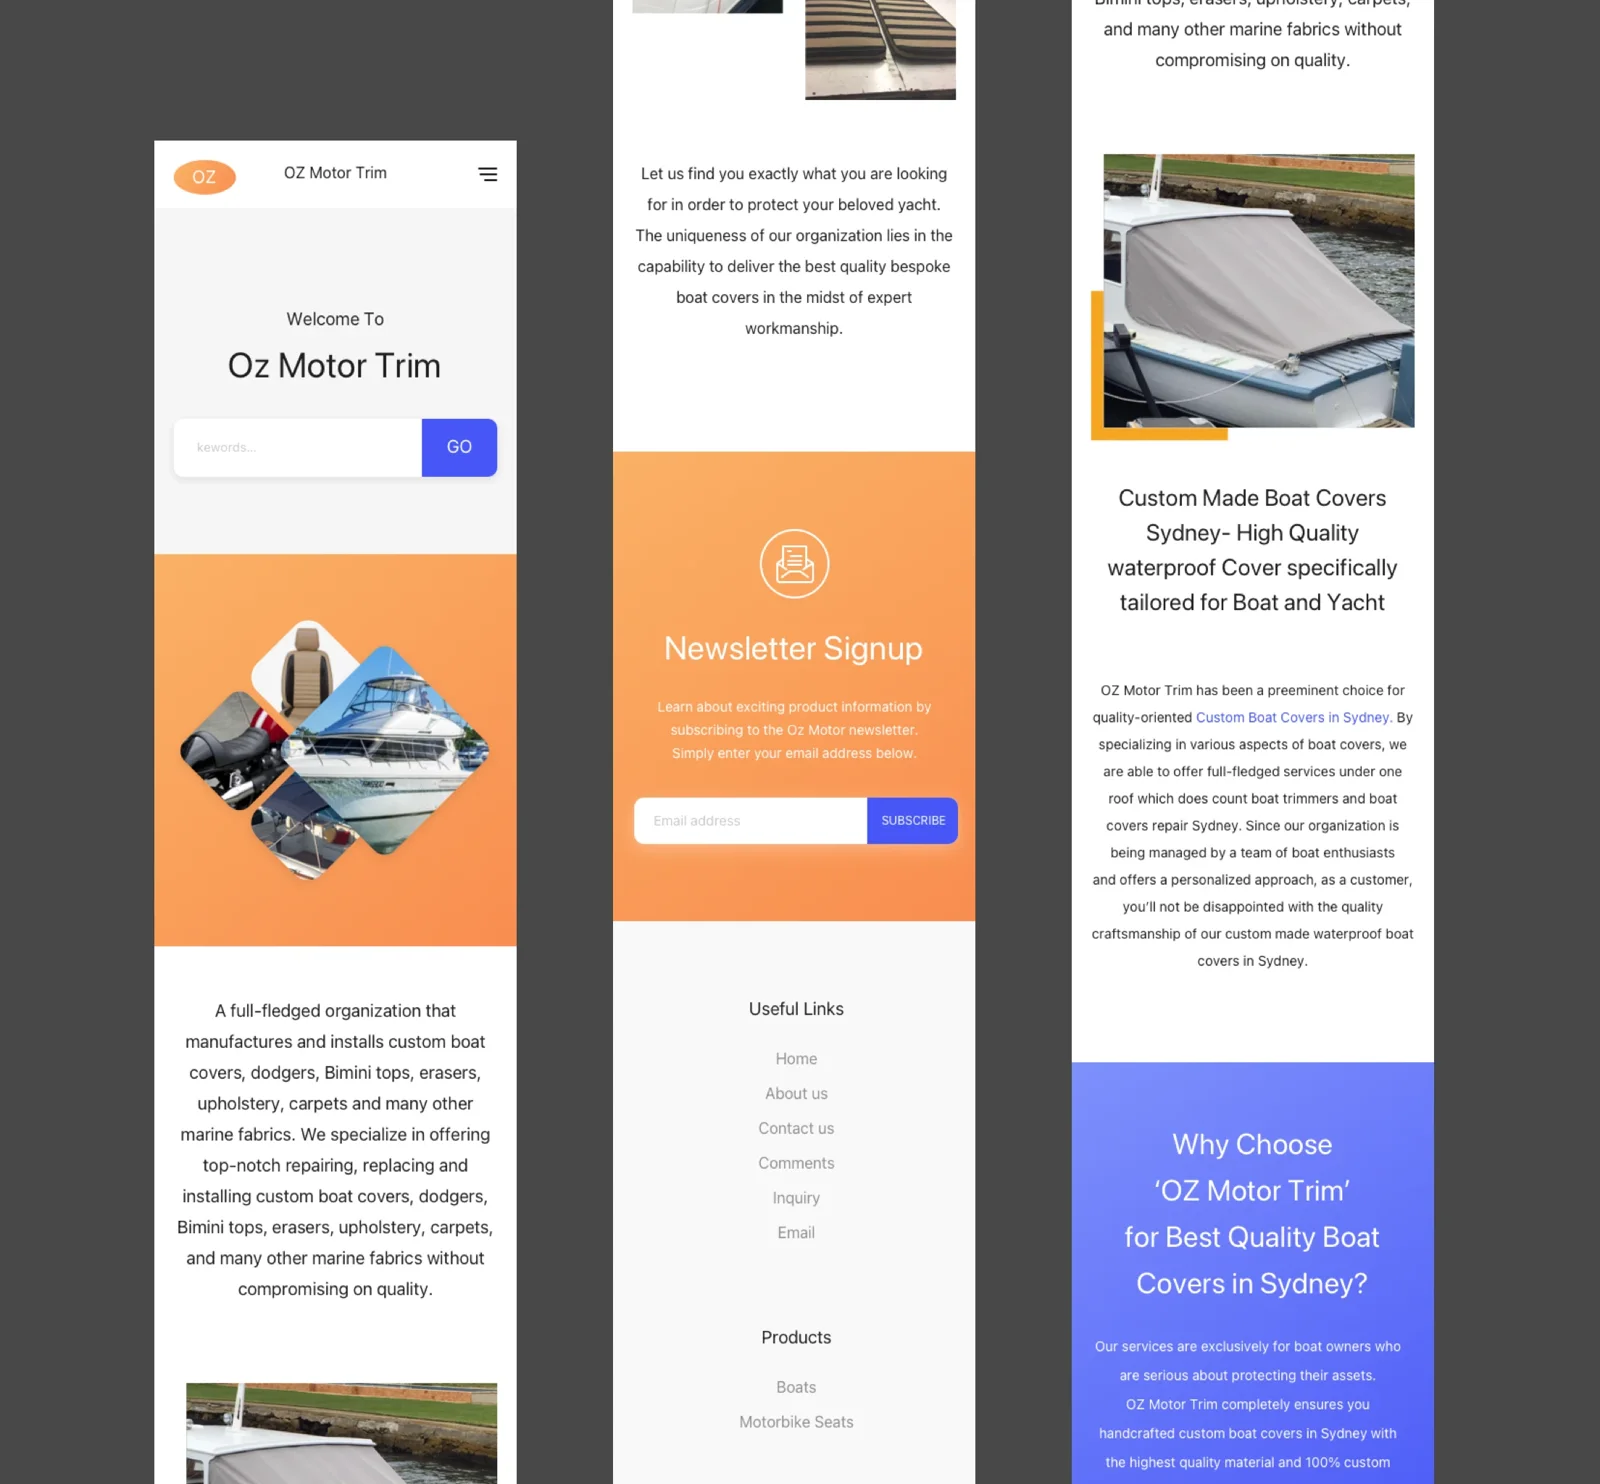 OZ
OZ Motor Trim
Welcome To
Oz Motor Trim
kewords...
GO
A full-fledged organization that
manufactures and installs custom boat
covers, dodgers, Bimini tops, erasers,
upholstery, carpets and many other
marine fabrics. We specialize in offering
top-notch repairing, replacing and
installing custom boat covers, dodgers,
Bimini tops, erasers, upholstery, carpets,
and many other marine fabrics without
compromising on quality.
Let us find you exactly what you are looking
for in order to protect your beloved yacht.
The uniqueness of our organization lies in the
capability to deliver the best quality bespoke
boat covers in the midst of expert
workmanship.
Newsletter Signup
Learn about exciting product information by
subscribing to the Oz Motor newsletter.
Simply enter your email address below.
Email address
SUBSCRIBE
Useful Links
Home
About us
Contact us
Comments
Inquiry
Email
Products
Boats
Motorbike Seats
Bimini tops, erasers, upholstery, carpets,
and many other marine fabrics without
compromising on quality.
Custom Made Boat Covers
Sydney- High Quality
waterproof Cover specifically
tailored for Boat and Yacht
OZ Motor Trim has been a preeminent choice for
quality-oriented Custom Boat Covers in Sydney. By
specializing in various aspects of boat covers, we
are able to offer full-fledged services under one
roof which does count boat trimmers and boat
covers repair Sydney. Since our organization is
being managed by a team of boat enthusiasts
and offers a personalized approach, as a customer,
you’ll not be disappointed with the quality
craftsmanship of our custom made waterproof boat
covers in Sydney.
Why Choose
‘OZ Motor Trim’
for Best Quality Boat
Covers in Sydney?
Our services are exclusively for boat owners who
are serious about protecting their assets.
OZ Motor Trim completely ensures you
handcrafted custom boat covers in Sydney with
the highest quality material and 100% custom